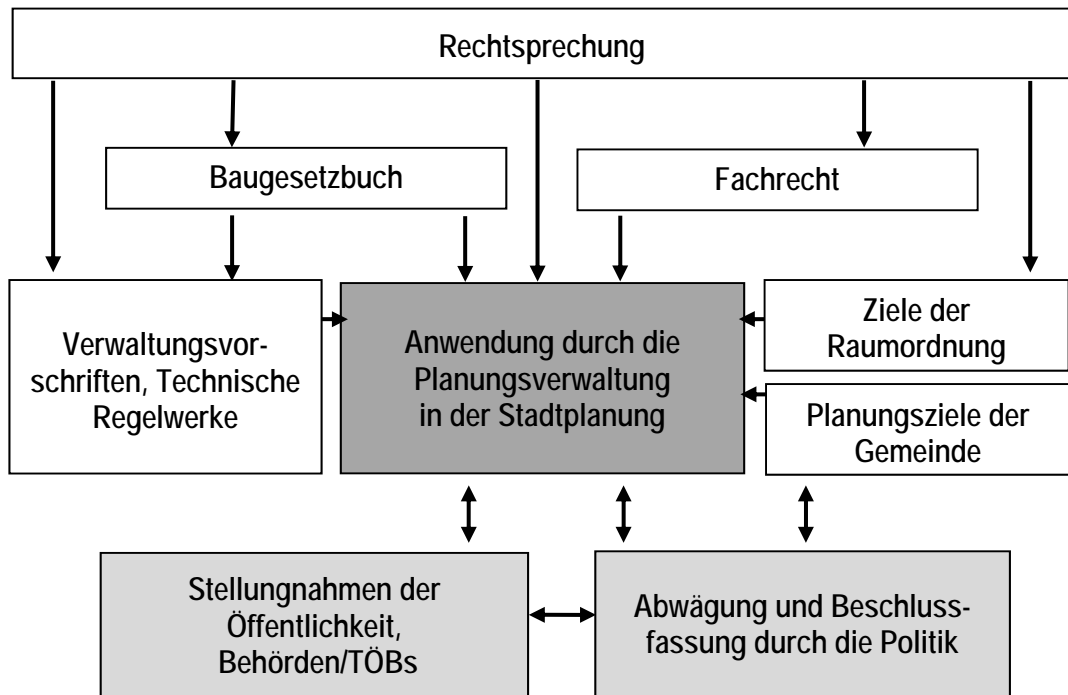 Rechtsprechung
Baugesetzbuch
Fachrecht
Verwaltungsvor-
schriften, Technische
Regelwerke
Anwendung durch die
Planungsverwaltung
in der Stadtplanung
Ziele der
Raumordnung
Planungsziele der
Gemeinde
Stellungnahmen der
Öffentlichkeit,
Behörden/TÖBs
Abwägung und Beschluss-
fassung durch die Politik